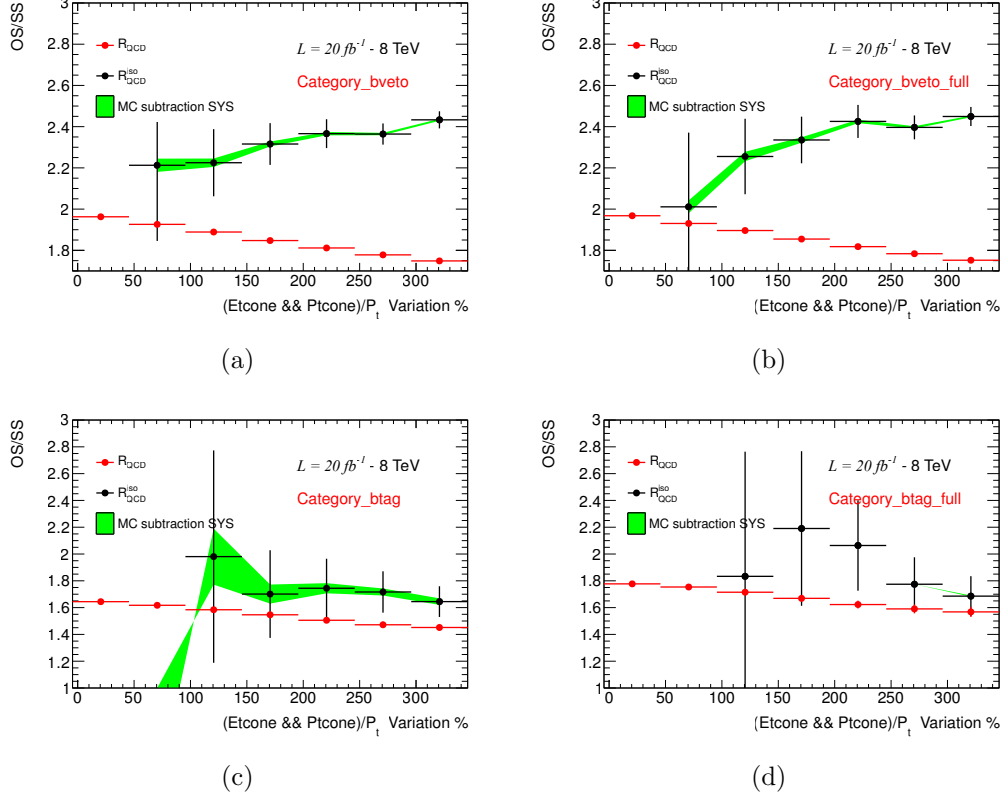 OS/SS
3
2.8
2.6
2.4
2.2
2
1.8
R_QCD
R^iso_QCD
MC subtraction SYS
L = 20 fb^-1 - 8 TeV
Category_bveto
0 50 100 150 200 250 300
(Etcone && Ptcone)/P_t Variation %
(a)
OS/SS
3
2.8
2.6
2.4
2.2
2
1.8
R_QCD
R^iso_QCD
MC subtraction SYS
L = 20 fb^-1 - 8 TeV
Category_bveto_full
0 50 100 150 200 250 300
(Etcone && Ptcone)/P_t Variation %
(b)
OS/SS
3
2.8
2.6
2.4
2.2
2
1.8
1.6
1.4
1.2
1
R_QCD
R^iso_QCD
MC subtraction SYS
L = 20 fb^-1 - 8 TeV
Category_btag
0 50 100 150 200 250 300
(Etcone && Ptcone)/P_t Variation %
(c)
OS/SS
3
2.8
2.6
2.4
2.2
2
1.8
1.6
1.4
1.2
1
R_QCD
R^iso_QCD
MC subtraction SYS
L = 20 fb^-1 - 8 TeV
Category_btag_full
0 50 100 150 200 250 300
(Etcone && Ptcone)/P_t Variation %
(d)